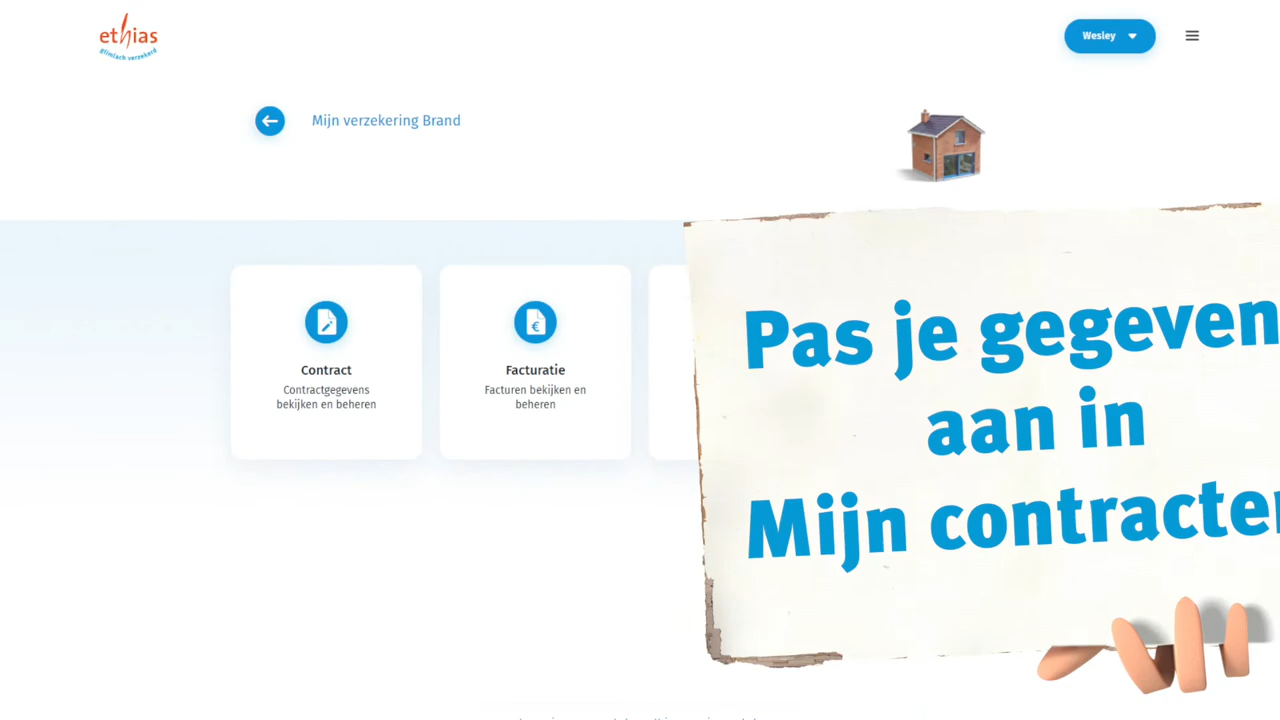 ethias
glimlach verzekerd
Wesley
Mijn verzekering Brand
Contract
Contractgegevens
bekijken en beheren
Facturatie
Facturen bekijken en
beheren
Pas je gegeven
aan in
Mijn contracten